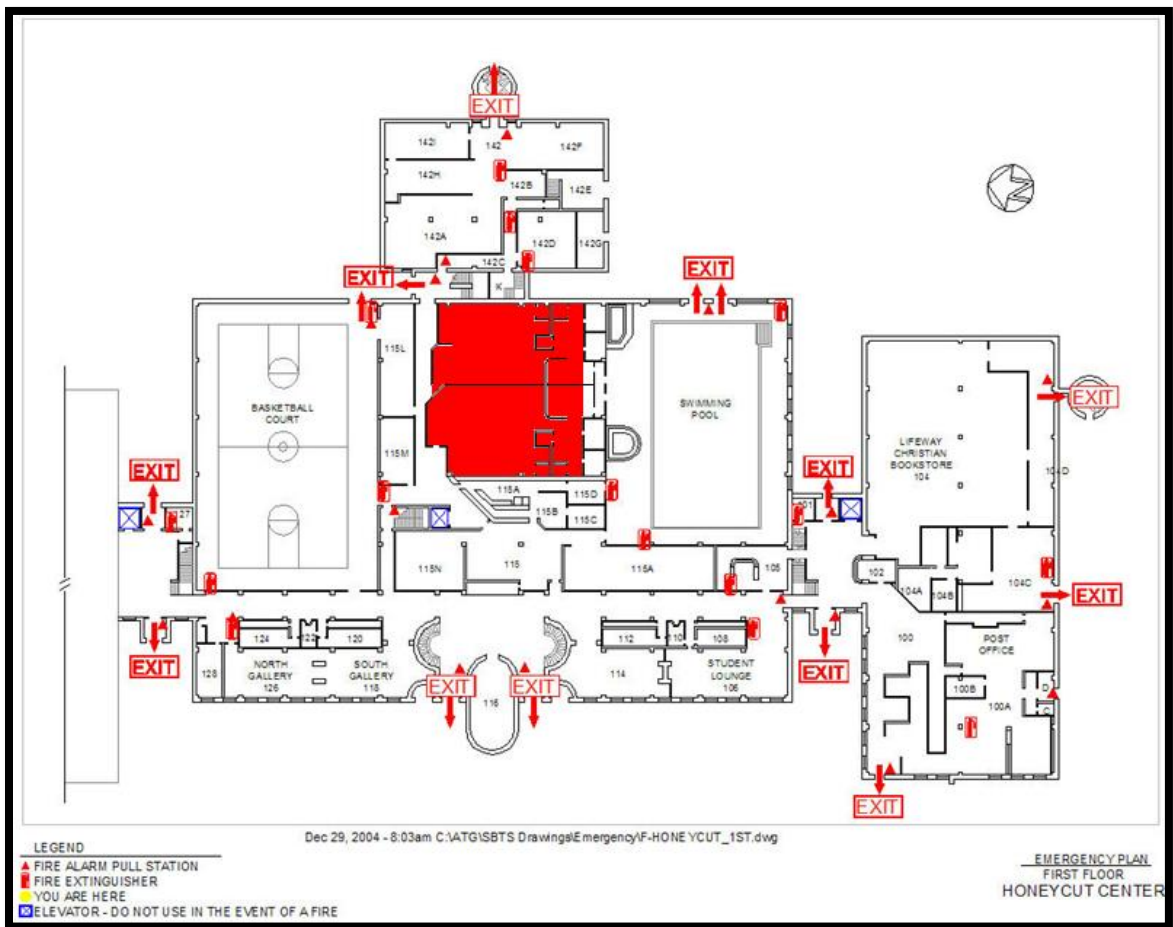 EXIT
142I
142
142F
142H
142B
142E
142A
142D
142G
142C
EXIT
K
EXIT
115L
BASKETBALL
COURT
SWIMMING
POOL
EXIT
LIFEWAY
CHRISTIAN
BOOKSTORE
104
104D
115M
EXIT
EXIT
127
115A
115D
115B
115C
101
115N
115
115A
105
102
104A
104B
104C
EXIT
124
122
120
112
110
108
100
POST
OFFICE
EXIT
128
NORTH
GALLERY
126
SOUTH
GALLERY
118
EXIT
116
EXIT
114
STUDENT
LOUNGE
106
EXIT
100B
100A
D
C
EXIT
Dec 29, 2004 - 8:03am C:\ATG\SBTS Drawings\Emergency\F-HONEYCUT_1ST.dwg
LEGEND
FIRE ALARM PULL STATION
FIRE EXTINGUISHER
YOU ARE HERE
ELEVATOR - DO NOT USE IN THE EVENT OF A FIRE
EMERGENCY PLAN
FIRST FLOOR
HONEYCUT CENTER